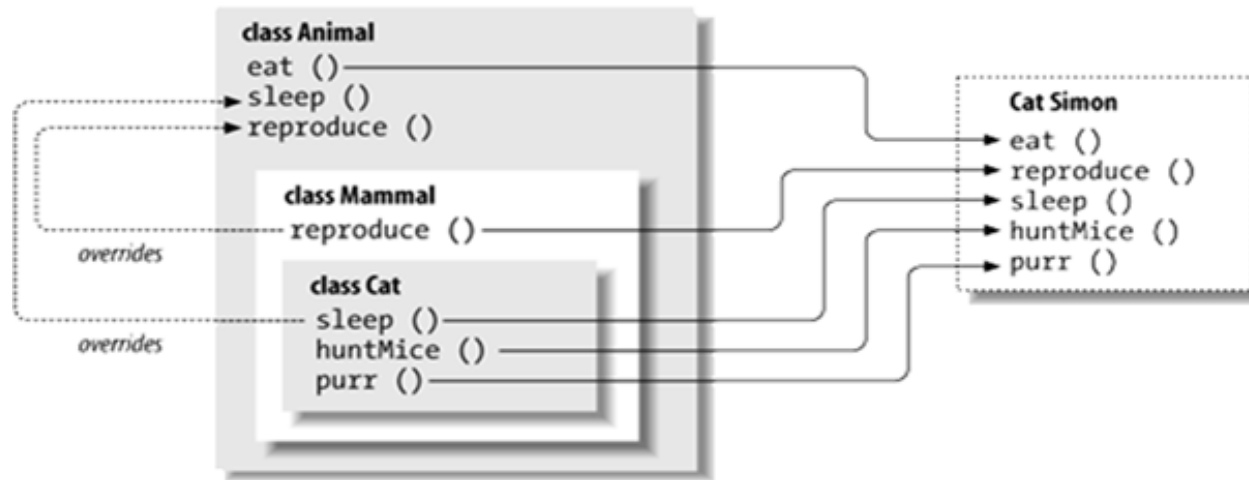 class Animal
eat ()
sleep ()
reproduce ()
class Mammal
reproduce ()
overrides
class Cat
sleep ()
overrides
huntMice ()
purr ()
Cat Simon
eat ()
reproduce ()
sleep ()
huntMice ()
purr ()